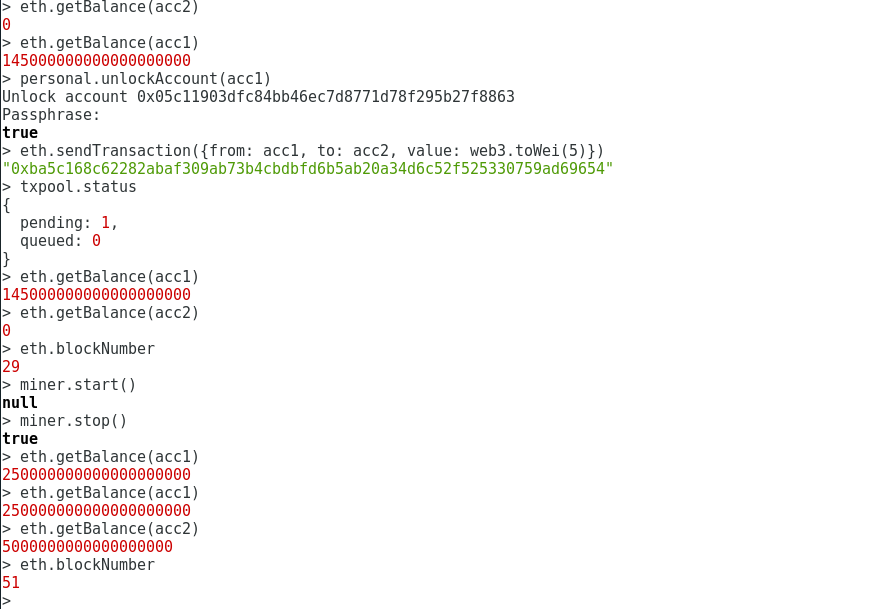 > eth.getBalance(acc2)
0
> eth.getBalance(acc1)
145000000000000000000
> personal.unlockAccount(acc1)
Unlock account 0x05c11903dfc84bb46ec7d8771d78f295b27f8863
Passphrase:
true
> eth.sendTransaction({from: acc1, to: acc2, value: web3.toWei(5)})
"0xba5c168c62282abaf309ab73b4cbdbfd6b5ab20a34d6c52f525330759ad69654"
> txpool.status
{
  pending: 1,
  queued: 0
}
> eth.getBalance(acc1)
145000000000000000000
> eth.getBalance(acc2)
0
> eth.blockNumber
29
> miner.start()
null
> miner.stop()
true
> eth.getBalance(acc1)
250000000000000000000
> eth.getBalance(acc1)
250000000000000000000
> eth.getBalance(acc2)
5000000000000000000
> eth.blockNumber
51
>